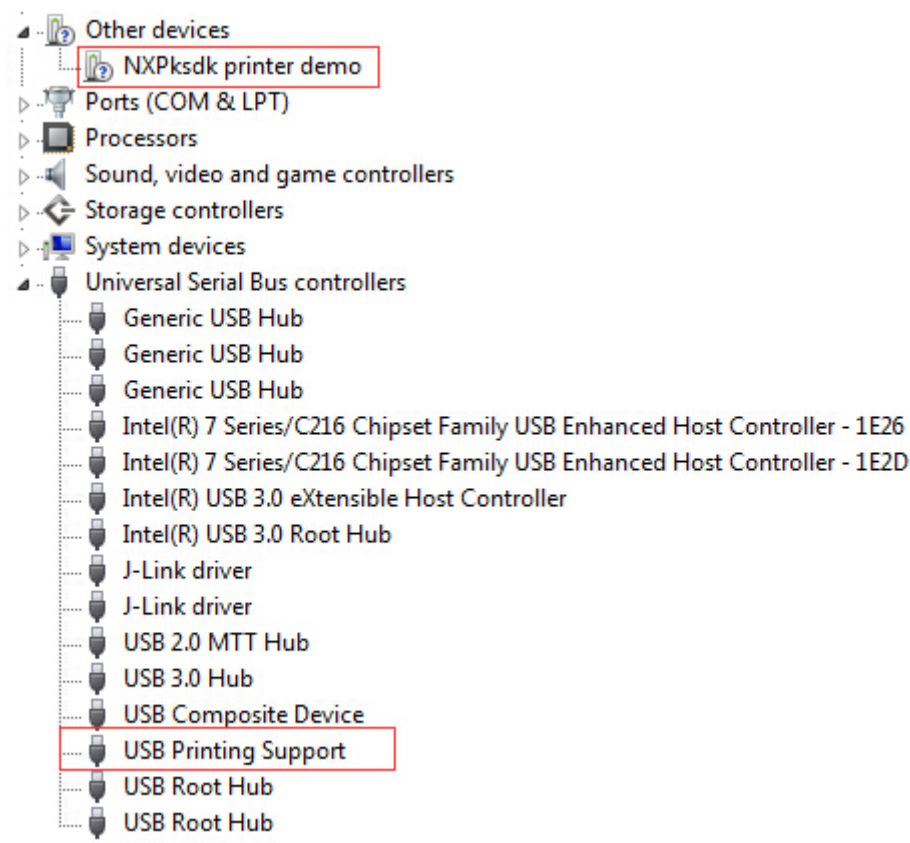 Other devices
NXPksdk printer demo
Ports (COM & LPT)
Processors
Sound, video and game controllers
Storage controllers
System devices
Universal Serial Bus controllers
Generic USB Hub
Generic USB Hub
Generic USB Hub
Intel(R) 7 Series/C216 Chipset Family USB Enhanced Host Controller - 1E26
Intel(R) 7 Series/C216 Chipset Family USB Enhanced Host Controller - 1E2D
Intel(R) USB 3.0 eXtensible Host Controller
Intel(R) USB 3.0 Root Hub
J-Link driver
J-Link driver
USB 2.0 MTT Hub
USB 3.0 Hub
USB Composite Device
USB Printing Support
USB Root Hub
USB Root Hub